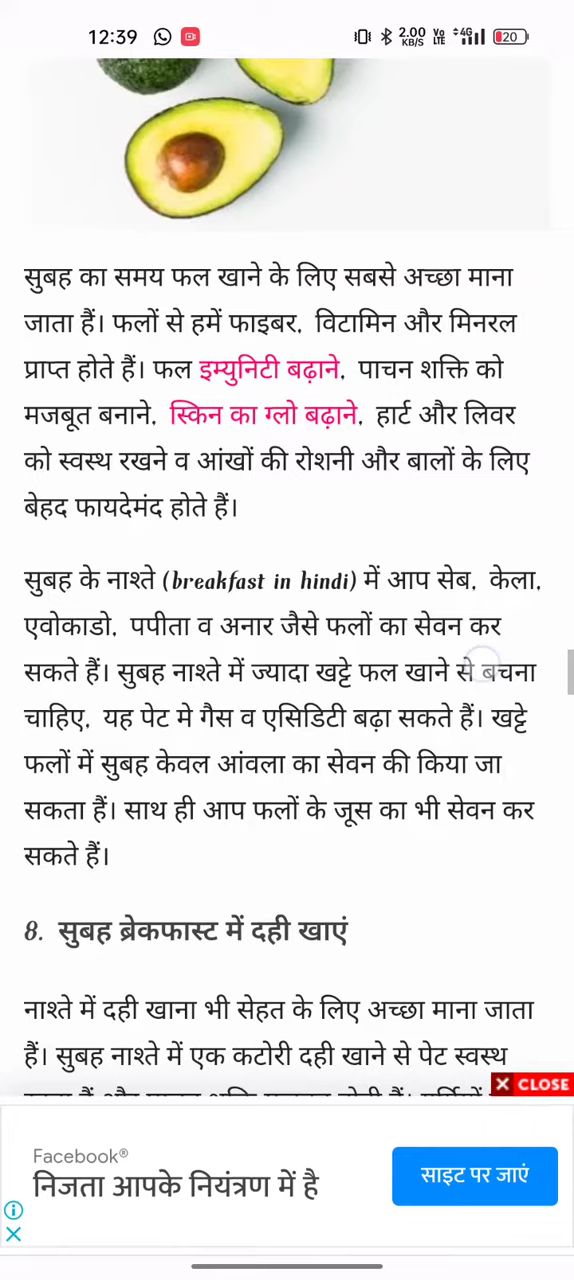 12:39
2.00 KB/S Vo LTE 4G 20
सुबह का समय फल खाने के लिए सबसे अच्छा माना
जाता हैं। फलों से हमें फाइबर, विटामिन और मिनरल
प्राप्त होते हैं। फल इम्युनिटी बढ़ाने, पाचन शक्ति को
मजबूत बनाने, स्किन का ग्लो बढ़ाने, हार्ट और लिवर
को स्वस्थ रखने व आंखों की रोशनी और बालों के लिए
बेहद फायदेमंद होते हैं।
सुबह के नाश्ते (breakfast in hindi) में आप सेब, केला,
एवोकाडो, पपीता व अनार जैसे फलों का सेवन कर
सकते हैं। सुबह नाश्ते में ज्यादा खट्टे फल खाने से बचना
चाहिए, यह पेट मे गैस व एसिडिटी बढ़ा सकते हैं। खट्टे
फलों में सुबह केवल आंवला का सेवन की किया जा
सकता हैं। साथ ही आप फलों के जूस का भी सेवन कर
सकते हैं।
8. सुबह ब्रेकफास्ट में दही खाएं
नाश्ते में दही खाना भी सेहत के लिए अच्छा माना जाता
हैं। सुबह नाश्ते में एक कटोरी दही खाने से पेट स्वस्थ
CLOSE
Facebook®
निजता आपके नियंत्रण में है
साइट पर जाएं